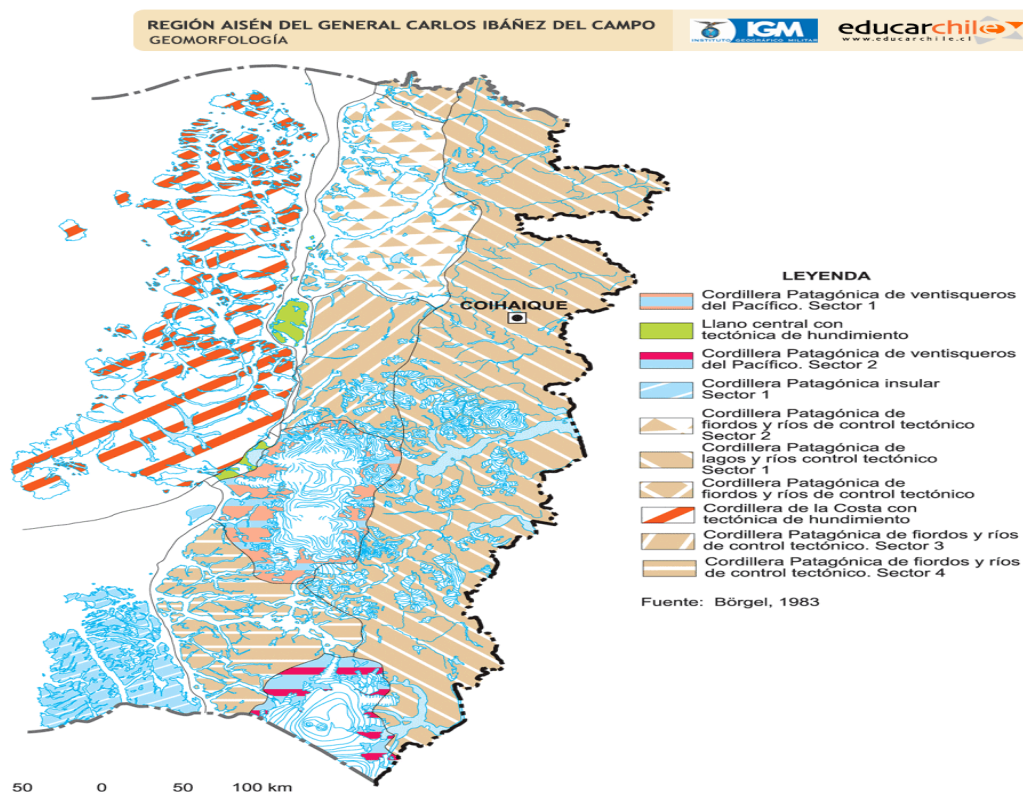 REGIÓN AISÉN DEL GENERAL CARLOS IBÁÑEZ DEL CAMPO
GEOMORFOLOGÍA
IGM
INSTITUTO GEOGRÁFICO MILITAR
educarchile
www.educarchile.cl
COIHAIQUE
LEYENDA
Cordillera Patagónica de ventisqueros
del Pacífico. Sector 1
Llano central con
tectónica de hundimiento
Cordillera Patagónica de ventisqueros
del Pacífico. Sector 2
Cordillera Patagónica insular
Sector 1
Cordillera Patagónica de
fiordos y ríos de control tectónico
Sector 2
Cordillera Patagónica de
lagos y ríos control tectónico
Sector 1
Cordillera Patagónica de
fiordos y ríos de control tectónico
Cordillera de la Costa con
tectónica de hundimiento
Cordillera Patagónica de fiordos y ríos
de control tectónico. Sector 3
Cordillera Patagónica de fiordos y ríos
de control tectónico. Sector 4
Fuente: Börgel, 1983
50 0 50 100 km